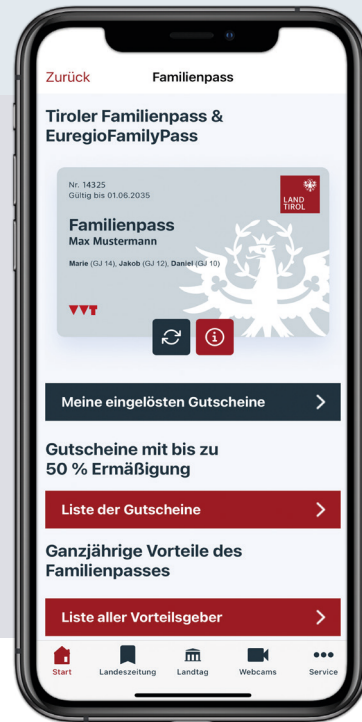 Zurück
Familienpass
Tiroler Familienpass &
EuregioFamilyPass
Nr. 14325
Gültig bis 01.06.2035
LAND
TIROL
Familienpass
Max Mustermann
Marie (GJ 14), Jakob (GJ 12), Daniel (GJ 10)
VVT
Meine eingelösten Gutscheine
Gutscheine mit bis zu
50 % Ermäßigung
Liste der Gutscheine
Ganzjährige Vorteile des
Familienpasses
Liste aller Vorteilsgeber
Start
Landeszeitung
Landtag
Webcams
Service